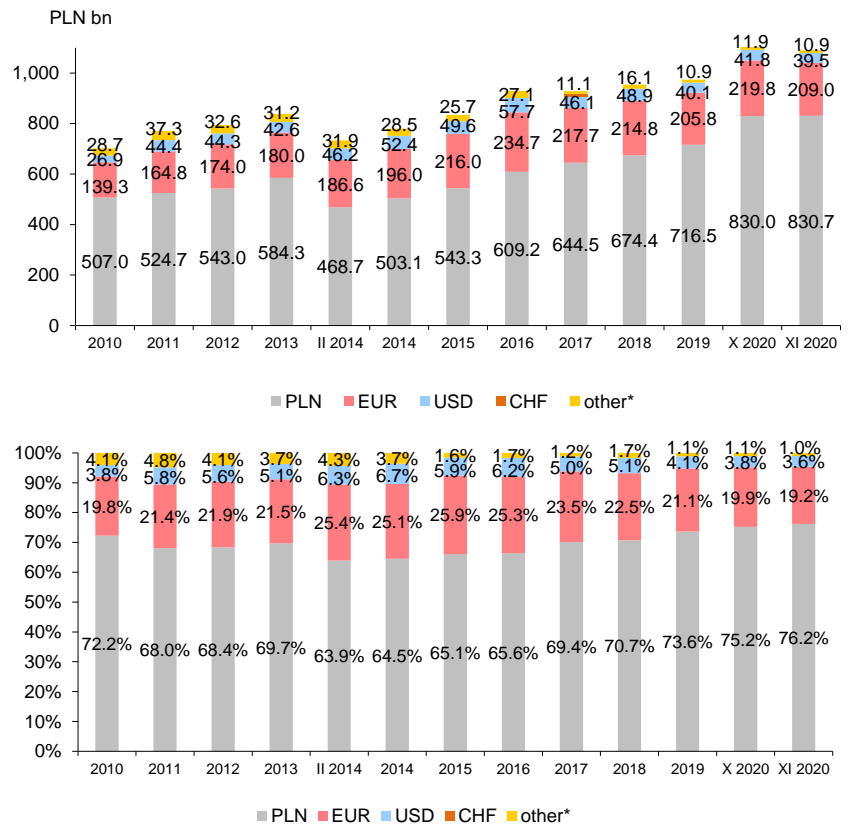 PLN bn
11.9 10.9
1,000 11.1 16.1 10.9 41.8 39.5
27.1
37.3 32.6 31.2 25.7 57.7 46.1 48.9 40.1 219.8 209.0
800 28.7 44.4 44.3 42.6 31.9 28.5 49.6
26.9 46.2 52.4 234.7 217.7 214.8 205.8
600 139.3 164.8 174.0 180.0 186.6 196.0 216.0
400 507.0 524.7 543.0 584.3 468.7 503.1 543.3 609.2 644.5 674.4 716.5 830.0 830.7
200
0
2010 2011 2012 2013 II 2014 2014 2015 2016 2017 2018 2019 X 2020 XI 2020
PLN EUR USD CHF other*
100% 4.1% 4.8% 4.1% 3.7% 4.3% 3.7% 1.6% 1.7% 1.2% 1.7% 1.1% 1.1% 1.0%
90% 3.8% 5.8% 5.6% 5.1% 6.3% 6.7% 5.9% 6.2% 5.0% 5.1% 4.1% 3.8% 3.6%
80% 19.8% 21.4% 21.9% 21.5% 25.4% 25.1% 25.9% 25.3% 23.5% 22.5% 21.1% 19.9% 19.2%
70%
60%
50%
40%
30% 72.2% 68.0% 68.4% 69.7% 63.9% 64.5% 65.1% 65.6% 69.4% 70.7% 73.6% 75.2% 76.2%
20%
10%
0%
2010 2011 2012 2013 II 2014 2014 2015 2016 2017 2018 2019 X 2020 XI 2020
PLN EUR USD CHF other*